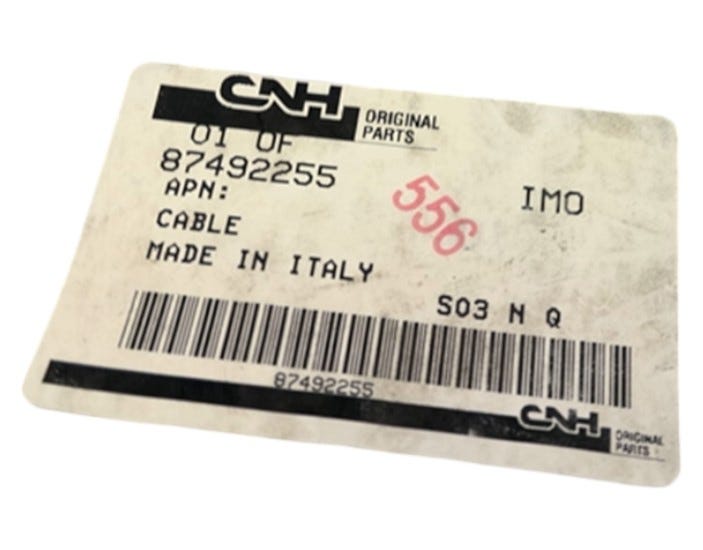 CNH ORIGINAL PARTS
01 OF
87492255
APN:
556
IMO
CABLE
MADE IN ITALY
S03 N Q
87492255
CNH ORIGINAL PARTS